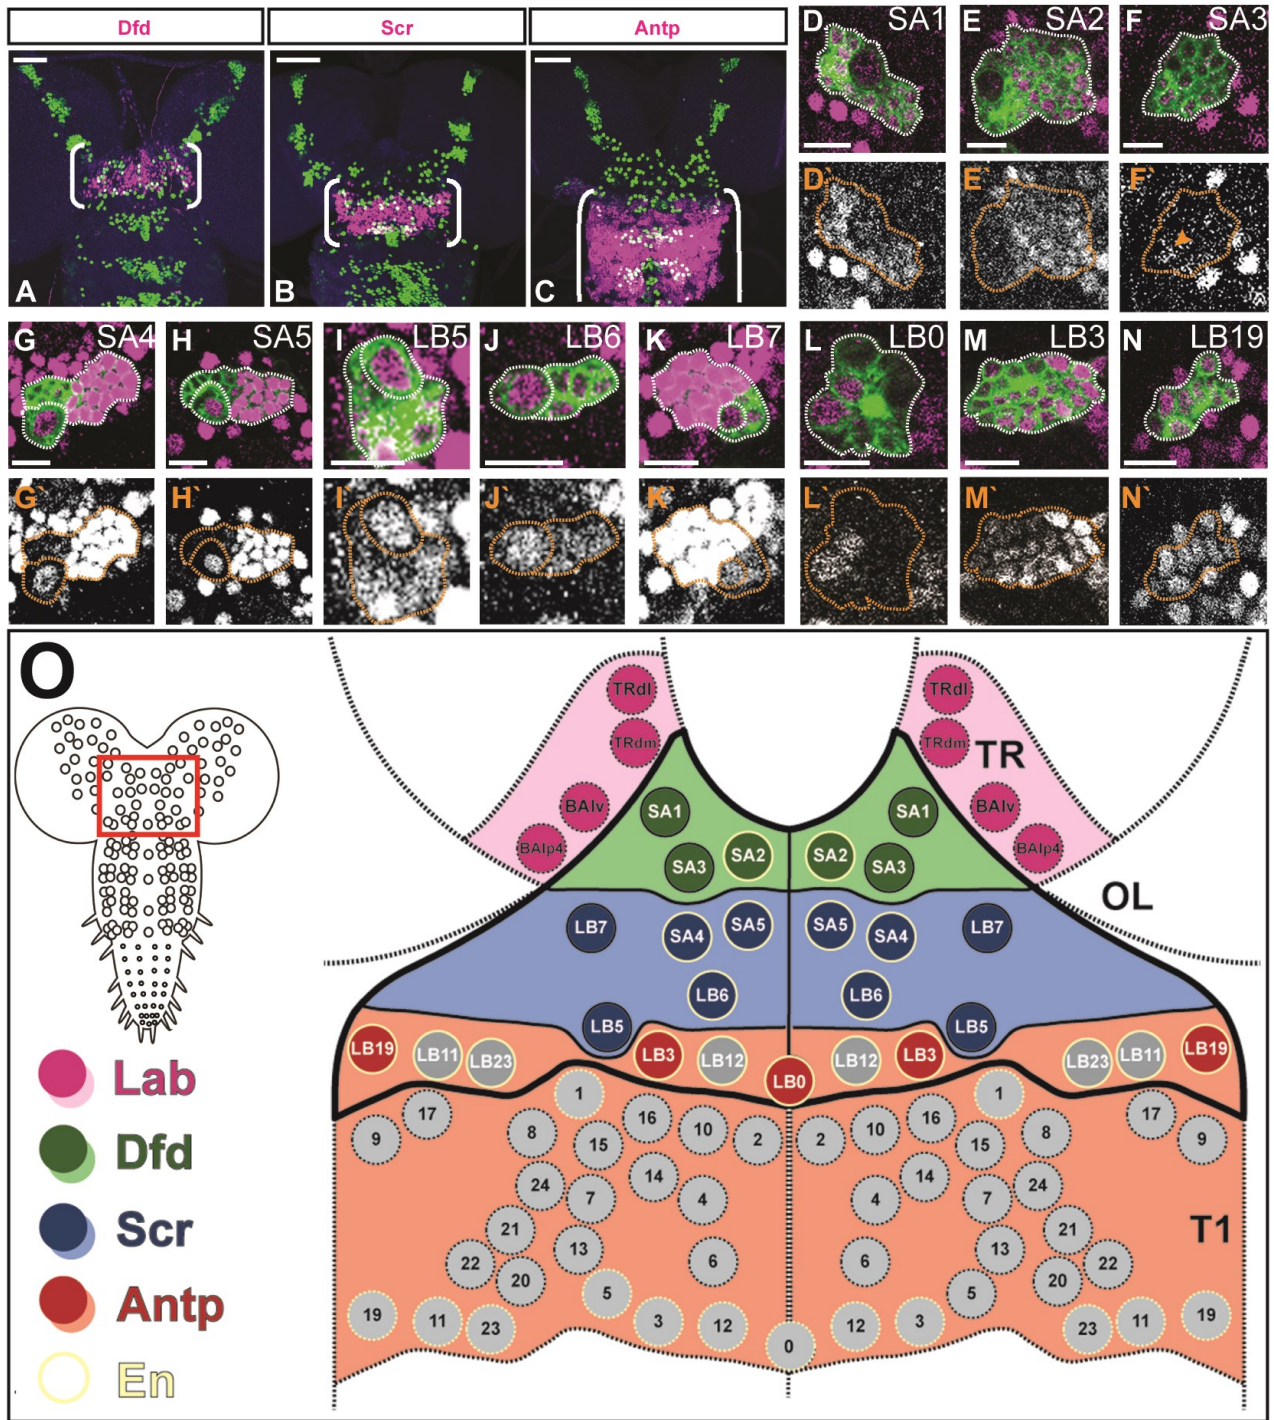 Dfd
Scr
Antp
A
B
C
D SA1
E SA2
F SA3
D`
E`
F`
G SA4
H SA5
I LB5
J LB6
K LB7
L LB0
M LB3
N LB19
G`
H`
I`
J`
K`
L`
M`
N`
O
TRdl TRdl
TRdm TRdm TR
BAlv BAlv
BAlp4 BAlp4
SA1 SA1
SA3 SA2 SA2 SA3
OL
LB7 SA4 SA5 SA5 SA4 LB7
LB6 LB6
LB5 LB5
LB19 LB11 LB23 LB3 LB12 LB0 LB12 LB3 LB23 LB11 LB19
1 1
9 17 8 15 16 10 2 2 10 16 15 8 17 9
24 7 14 4 4 14 7 24
21 21
22 20 13 6 6 13 20 22
T1
5 5
19 11 23 3 12 0 12 3 23 11 19
Lab
Dfd
Scr
Antp
En